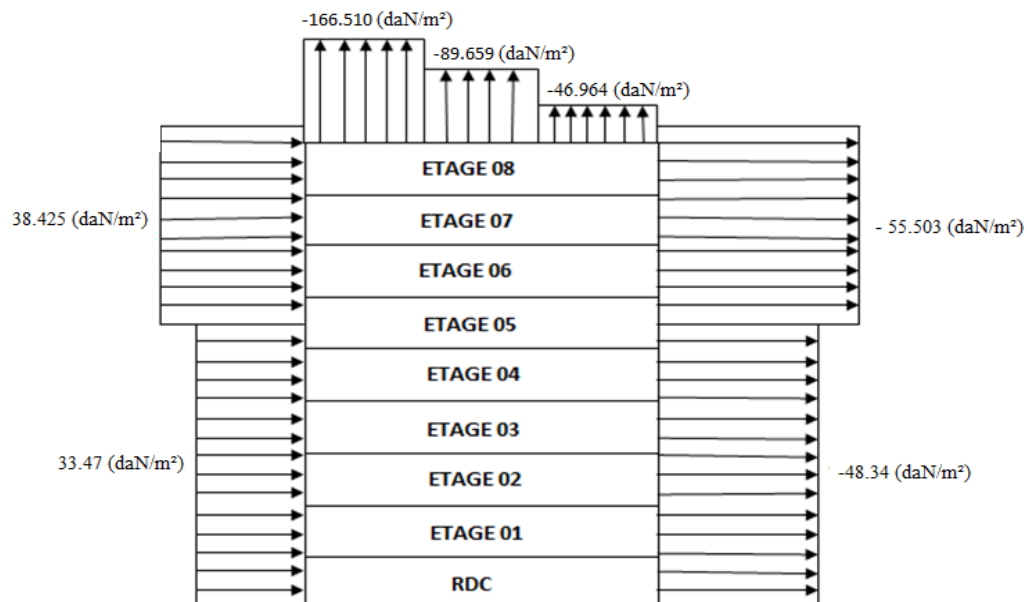 -166.510 (daN/m²)
-89.659 (daN/m²)
-46.964 (daN/m²)
ETAGE 08
38.425 (daN/m²)
ETAGE 07
- 55.503 (daN/m²)
ETAGE 06
ETAGE 05
ETAGE 04
ETAGE 03
33.47 (daN/m²)
ETAGE 02
-48.34 (daN/m²)
ETAGE 01
RDC